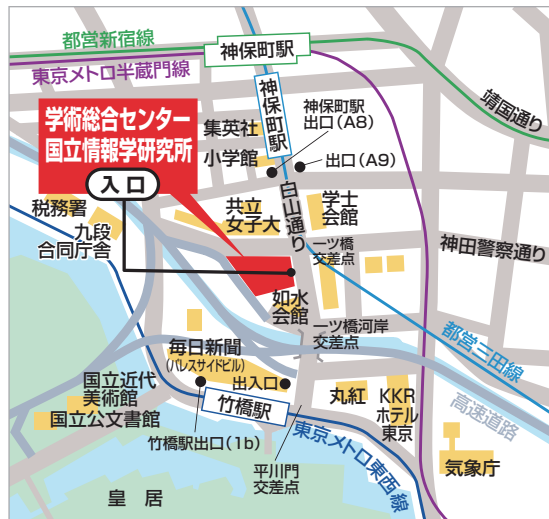 都営新宿線
神保町駅
東京メトロ半蔵門線
靖国通り
学術総合センター
国立情報学研究所
入口
神保町駅
集英社
小学館
神保町駅
出口(A8)
出口(A9)
白山通り
税務署
九段
合同庁舎
共立
女子大
学士
会館
神田警察通り
一ツ橋
交差点
如水
会館
一ツ橋河岸
交差点
都営三田線
毎日新聞
(パレスサイドビル)
高速道路
国立近代
美術館
国立公文書館
出入口
竹橋駅
丸紅
KKR
ホテル
東京
竹橋駅出口(1b)
東京メトロ東西線
平川門
交差点
気象庁
皇居